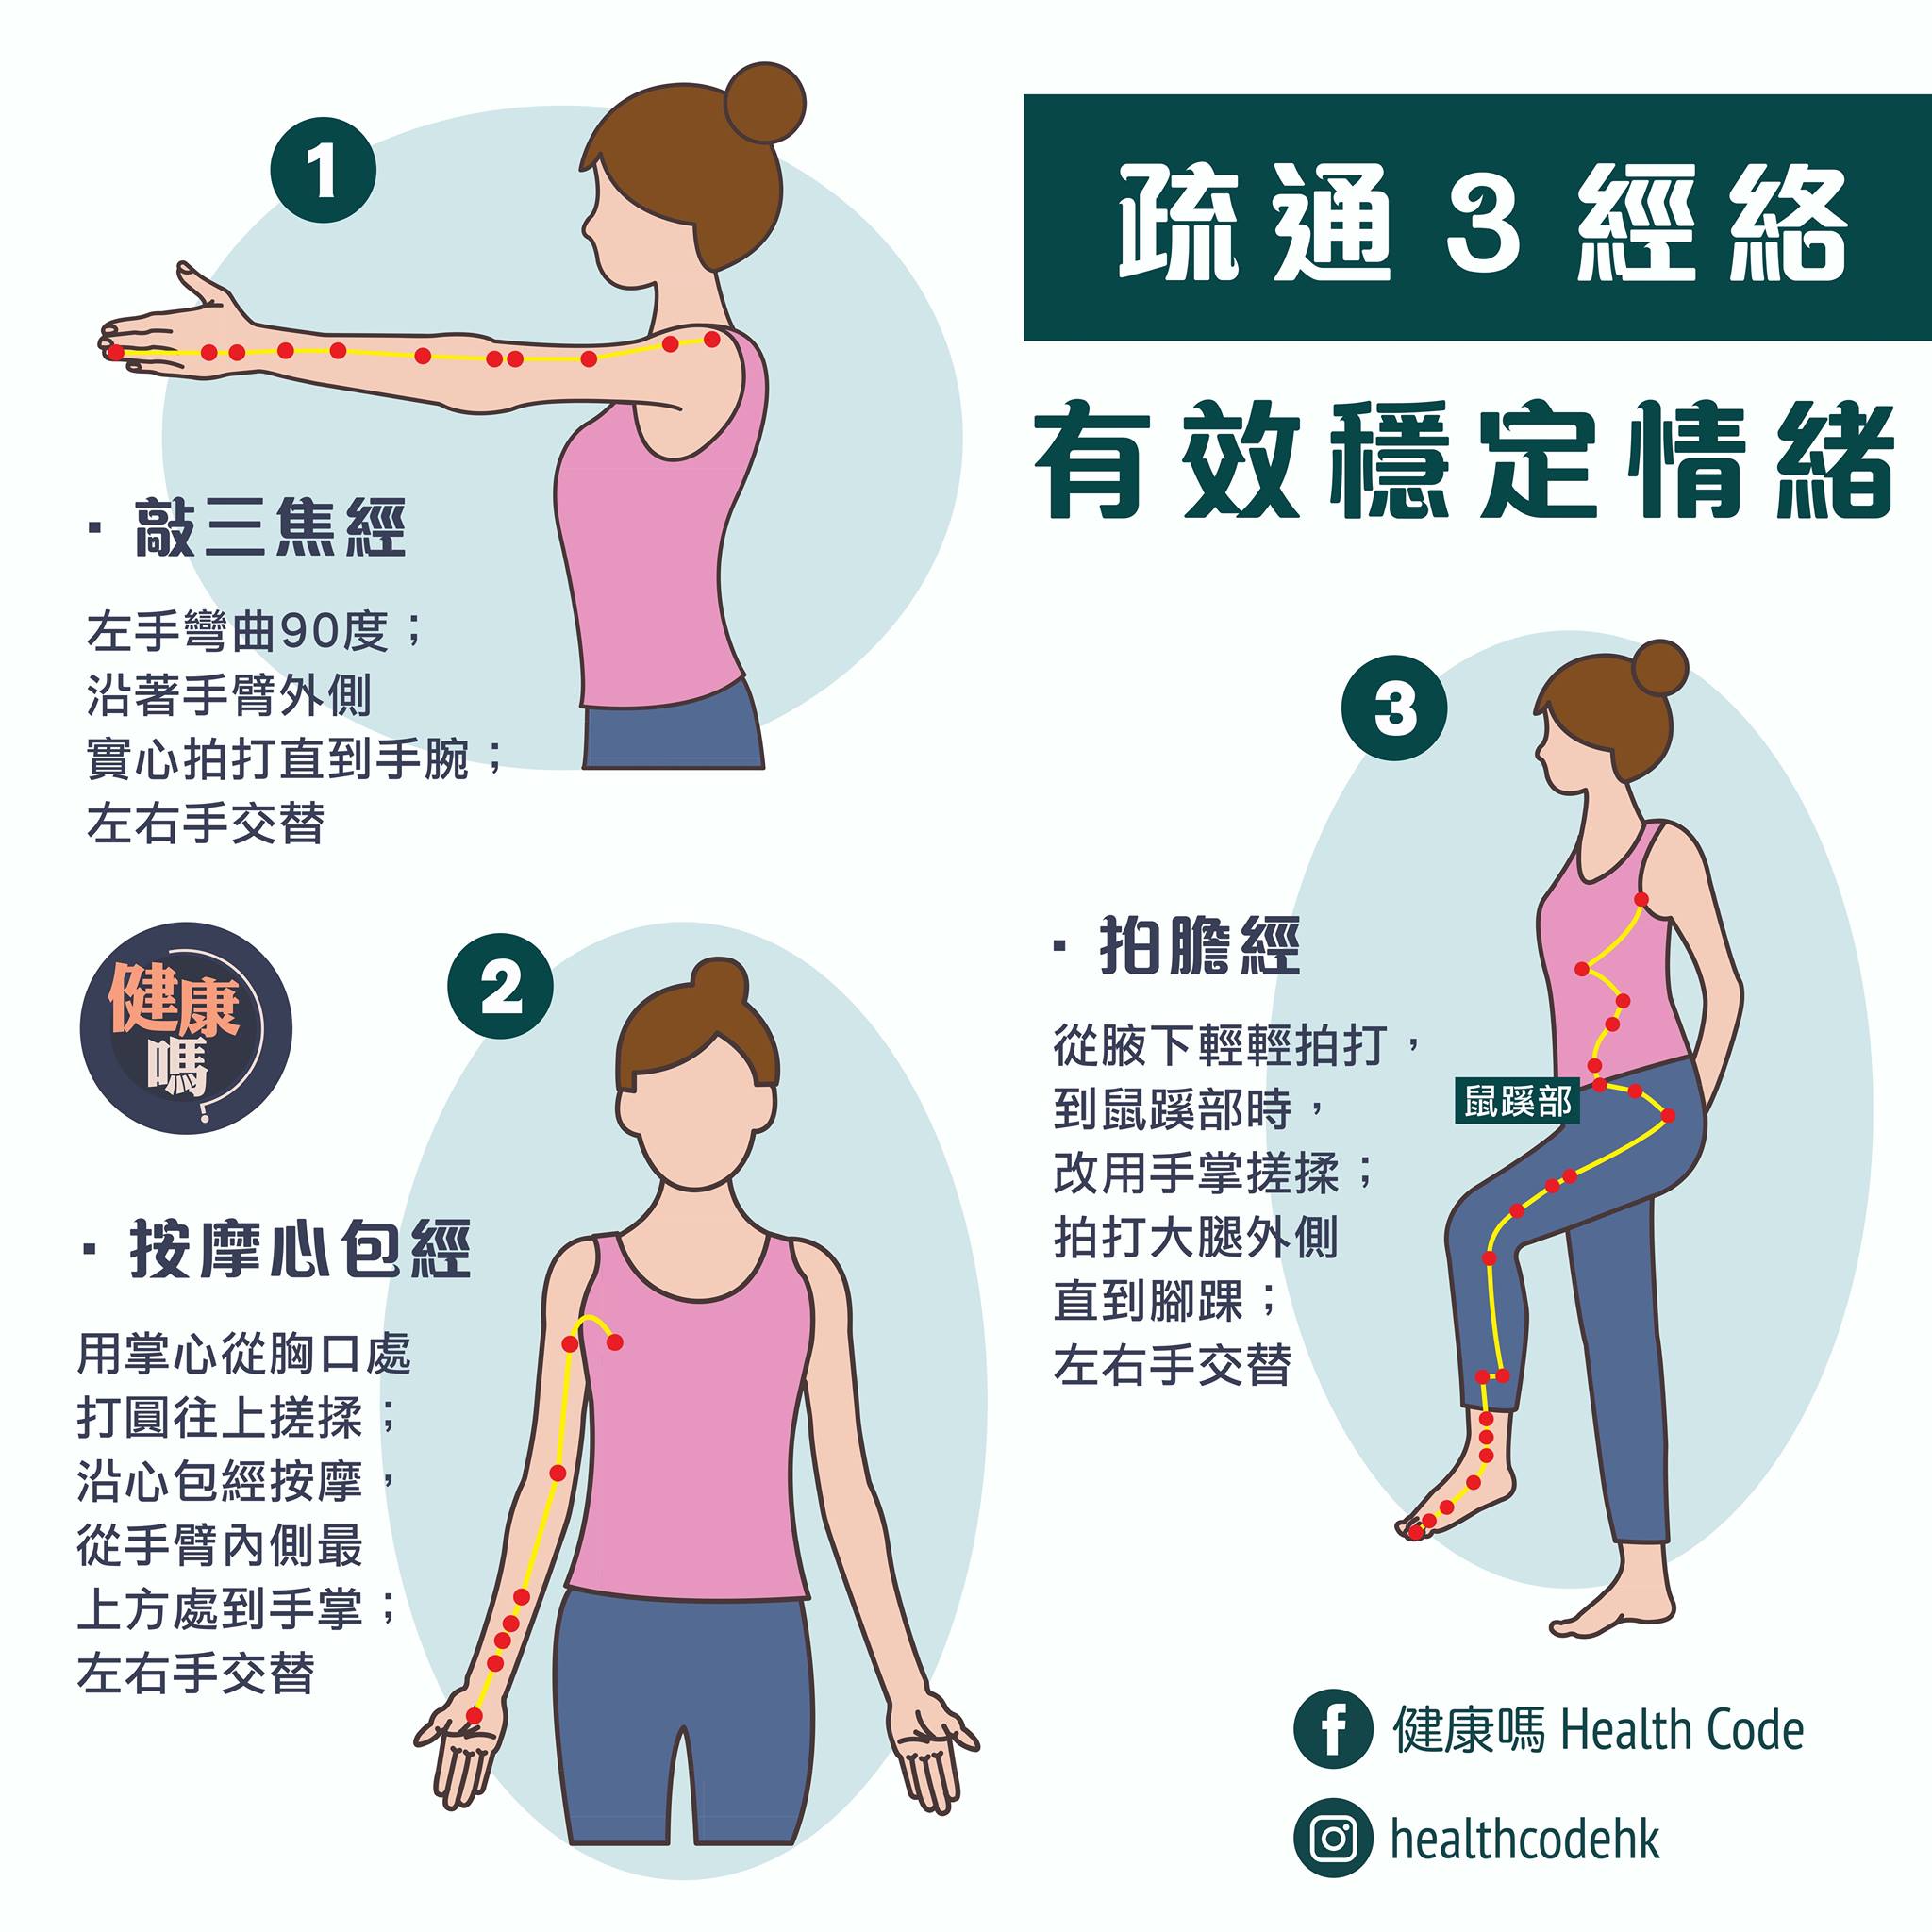 疏通3經絡
有效穩定情緒
1
· 敲三焦經
左手彎曲90度；
沿著手臂外側
實心拍打直到手腕；
左右手交替
健康
嗎
2
· 按摩心包經
用掌心從胸口處
打圓往上搓揉；
沿心包經按摩，
從手臂內側最
上方處到手掌；
左右手交替
3
· 拍膽經
從腋下輕輕拍打，
到鼠蹊部時，
改用手掌搓揉；
拍打大腿外側
直到腳踝；
左右手交替
鼠蹊部
健康嗎 Health Code
healthcodehk